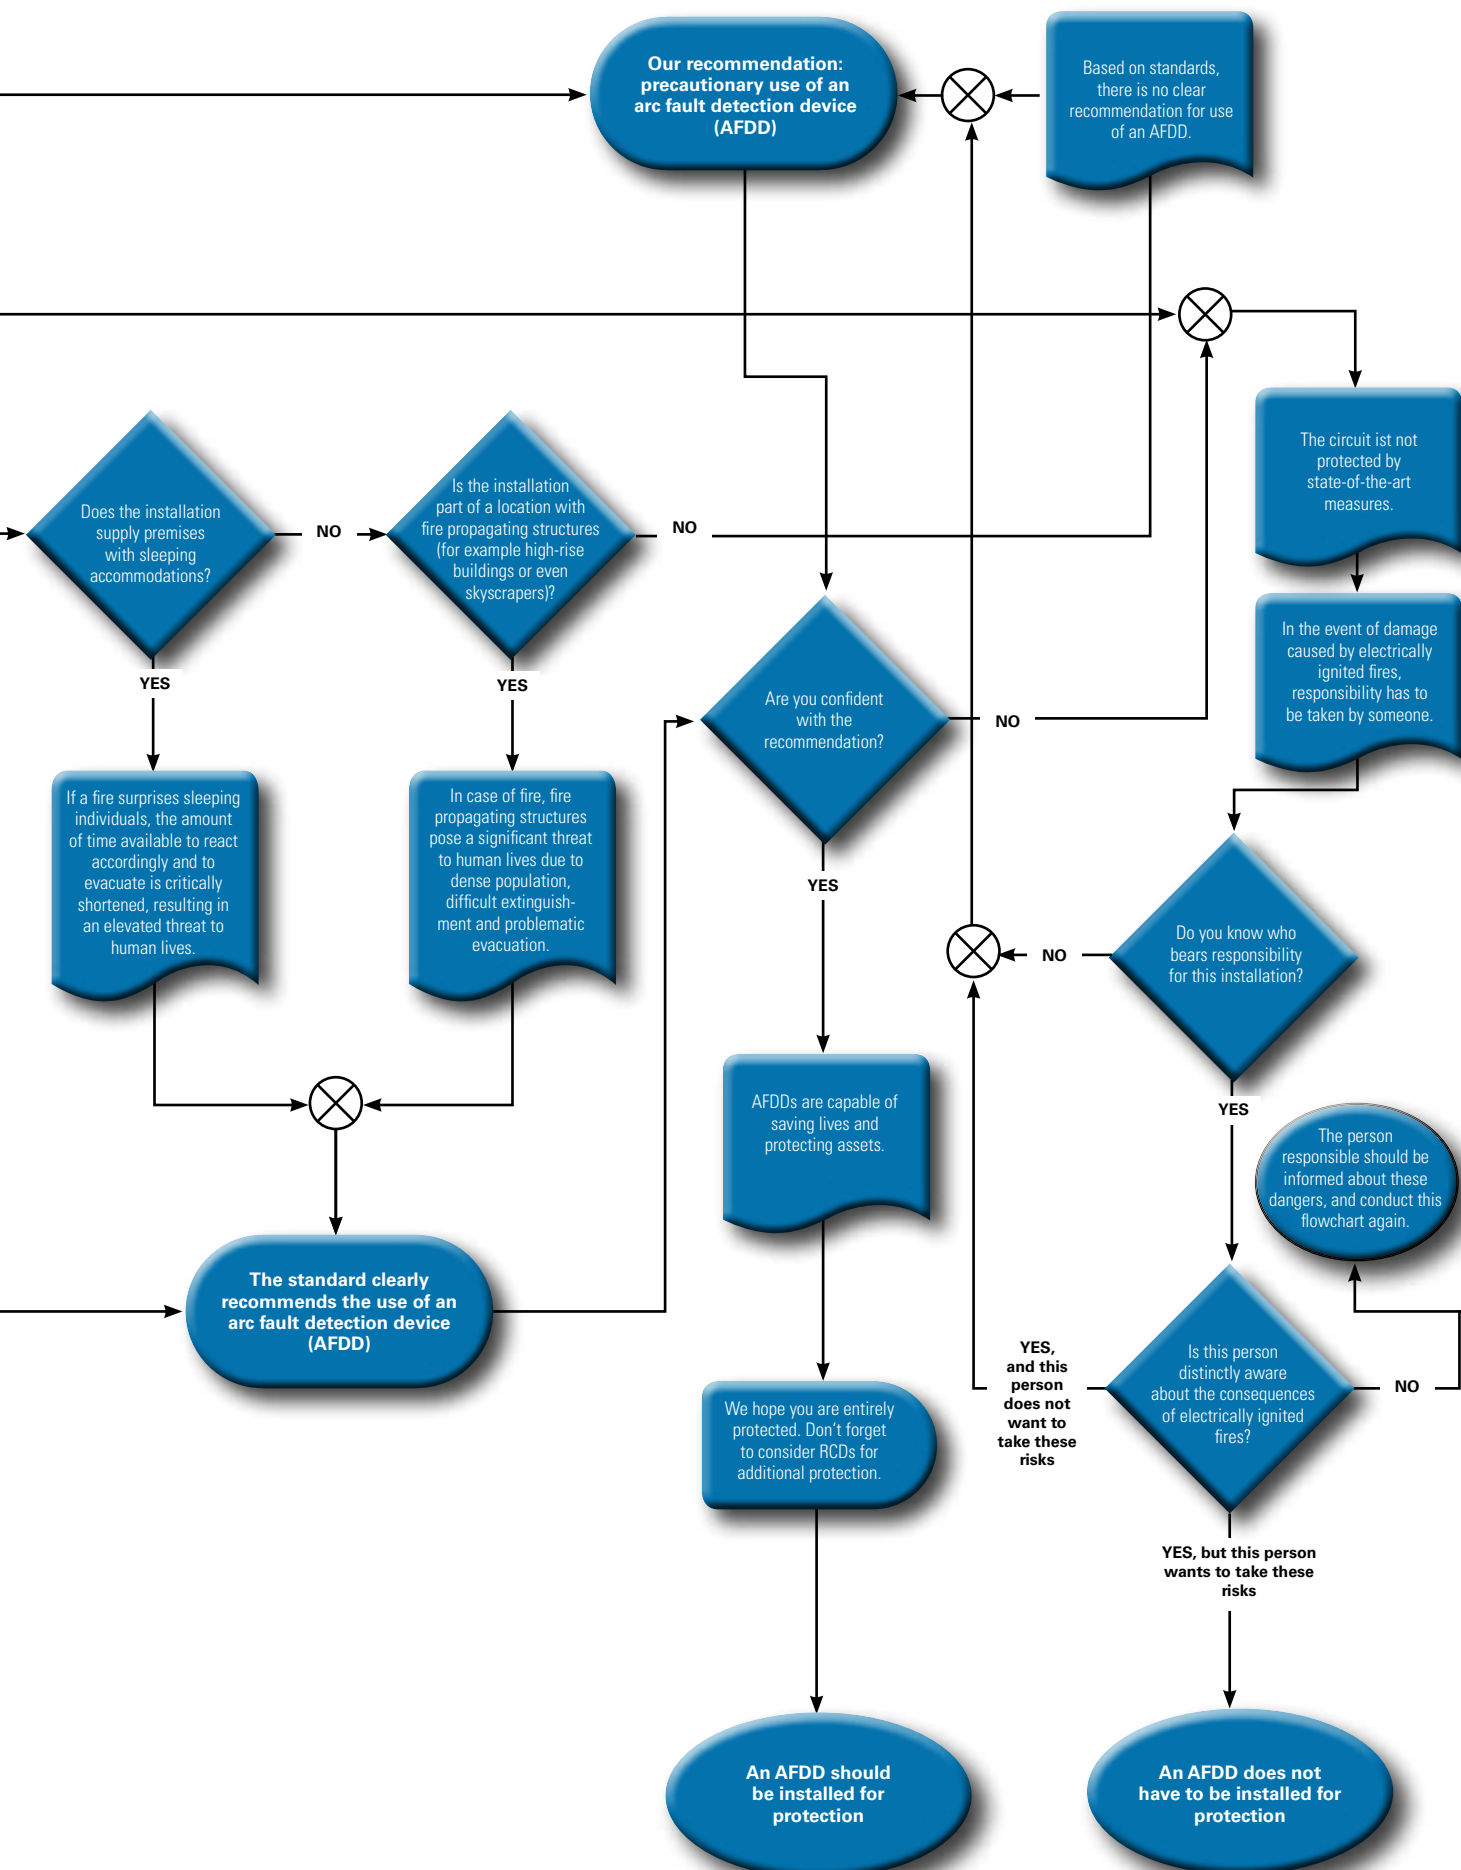 Our recommendation:
precautionary use of an
arc fault detection device
(AFDD)
Based on standards,
there is no clear
recommendation for use
of an AFDD.
The circuit ist not
protected by
state-of-the-art
measures.
Does the installation
supply premises
with sleeping
accommodations?
NO
Is the installation
part of a location with
fire propagating structures
(for example high-rise
buildings or even
skyscrapers)?
NO
YES
YES
In the event of damage
caused by electrically
ignited fires,
responsibility has to
be taken by someone.
Are you confident
with the
recommendation?
NO
If a fire surprises sleeping
individuals, the amount
of time available to react
accordingly and to
evacuate is critically
shortened, resulting in
an elevated threat to
human lives.
In case of fire, fire
propagating structures
pose a significant threat
to human lives due to
dense population,
difficult extinguish-
ment and problematic
evacuation.
YES
NO
Do you know who
bears responsibility
for this installation?
YES
AFDDs are capable of
saving lives and
protecting assets.
The person
responsible should be
informed about these
dangers, and conduct this
flowchart again.
The standard clearly
recommends the use of an
arc fault detection device
(AFDD)
YES,
and this
person
does not
want to
take these
risks
Is this person
distinctly aware
about the consequences
of electrically ignited
fires?
NO
We hope you are entirely
protected. Don't forget
to consider RCDs for
additional protection.
YES, but this person
wants to take these
risks
An AFDD should
be installed for
protection
An AFDD does not
have to be installed for
protection